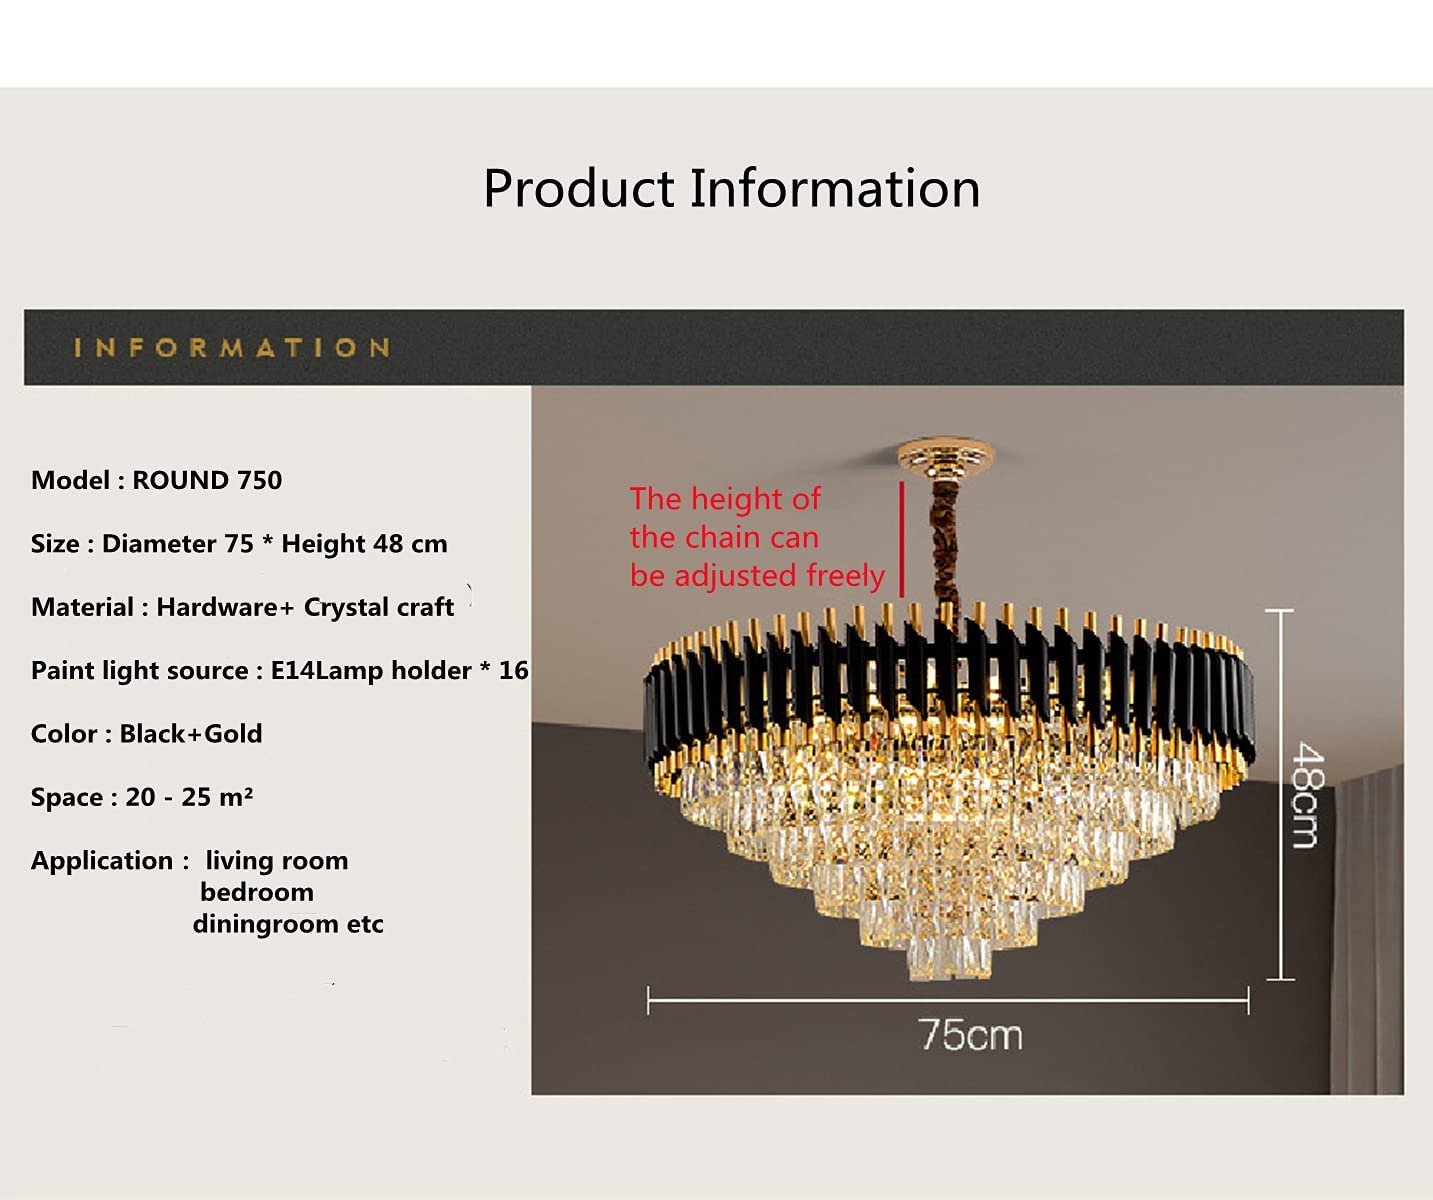 Product Information
INFORMATION
Model : ROUND 750
Size : Diameter 75 * Height 48 cm
Material : Hardware+ Crystal craft
Paint light source : E14Lamp holder * 16
Color : Black+Gold
Space : 20 - 25 m²
Application : living room
bedroom
diningroom etc
The height of
the chain can
be adjusted freely
48cm
75cm